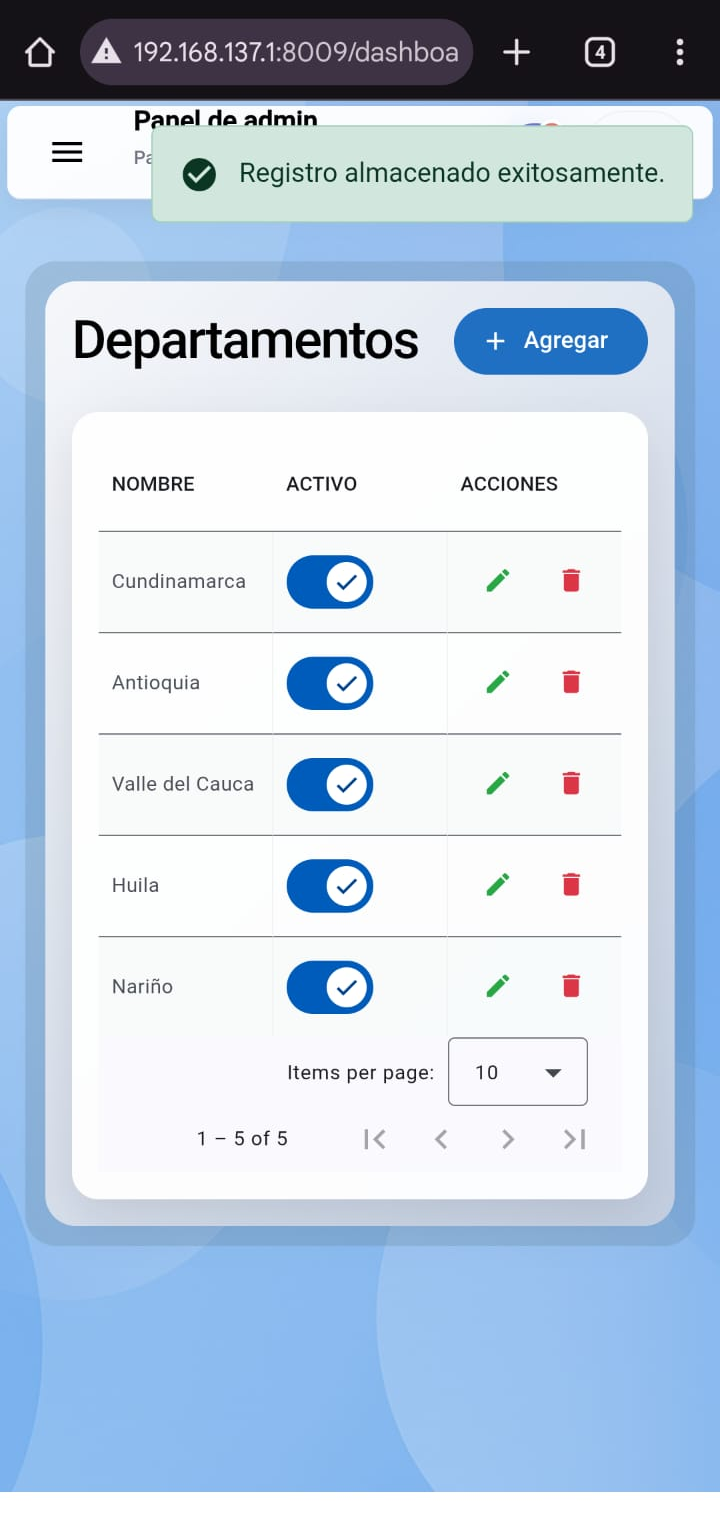 192.168.137.1:8009/dashboa
4
Panel de admin
Registro almacenado exitosamente.
Departamentos
+ Agregar
NOMBRE ACTIVO ACCIONES
Cundinamarca
Antioquia
Valle del Cauca
Huila
Nariño
Items per page: 10
1 – 5 of 5